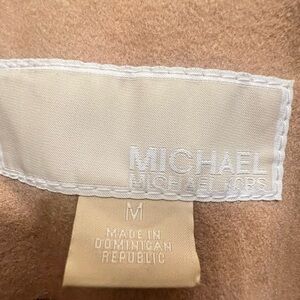 MICHAEL
MICHAEL KORS
M
MADE IN
DOMINICAN
REPUBLIC